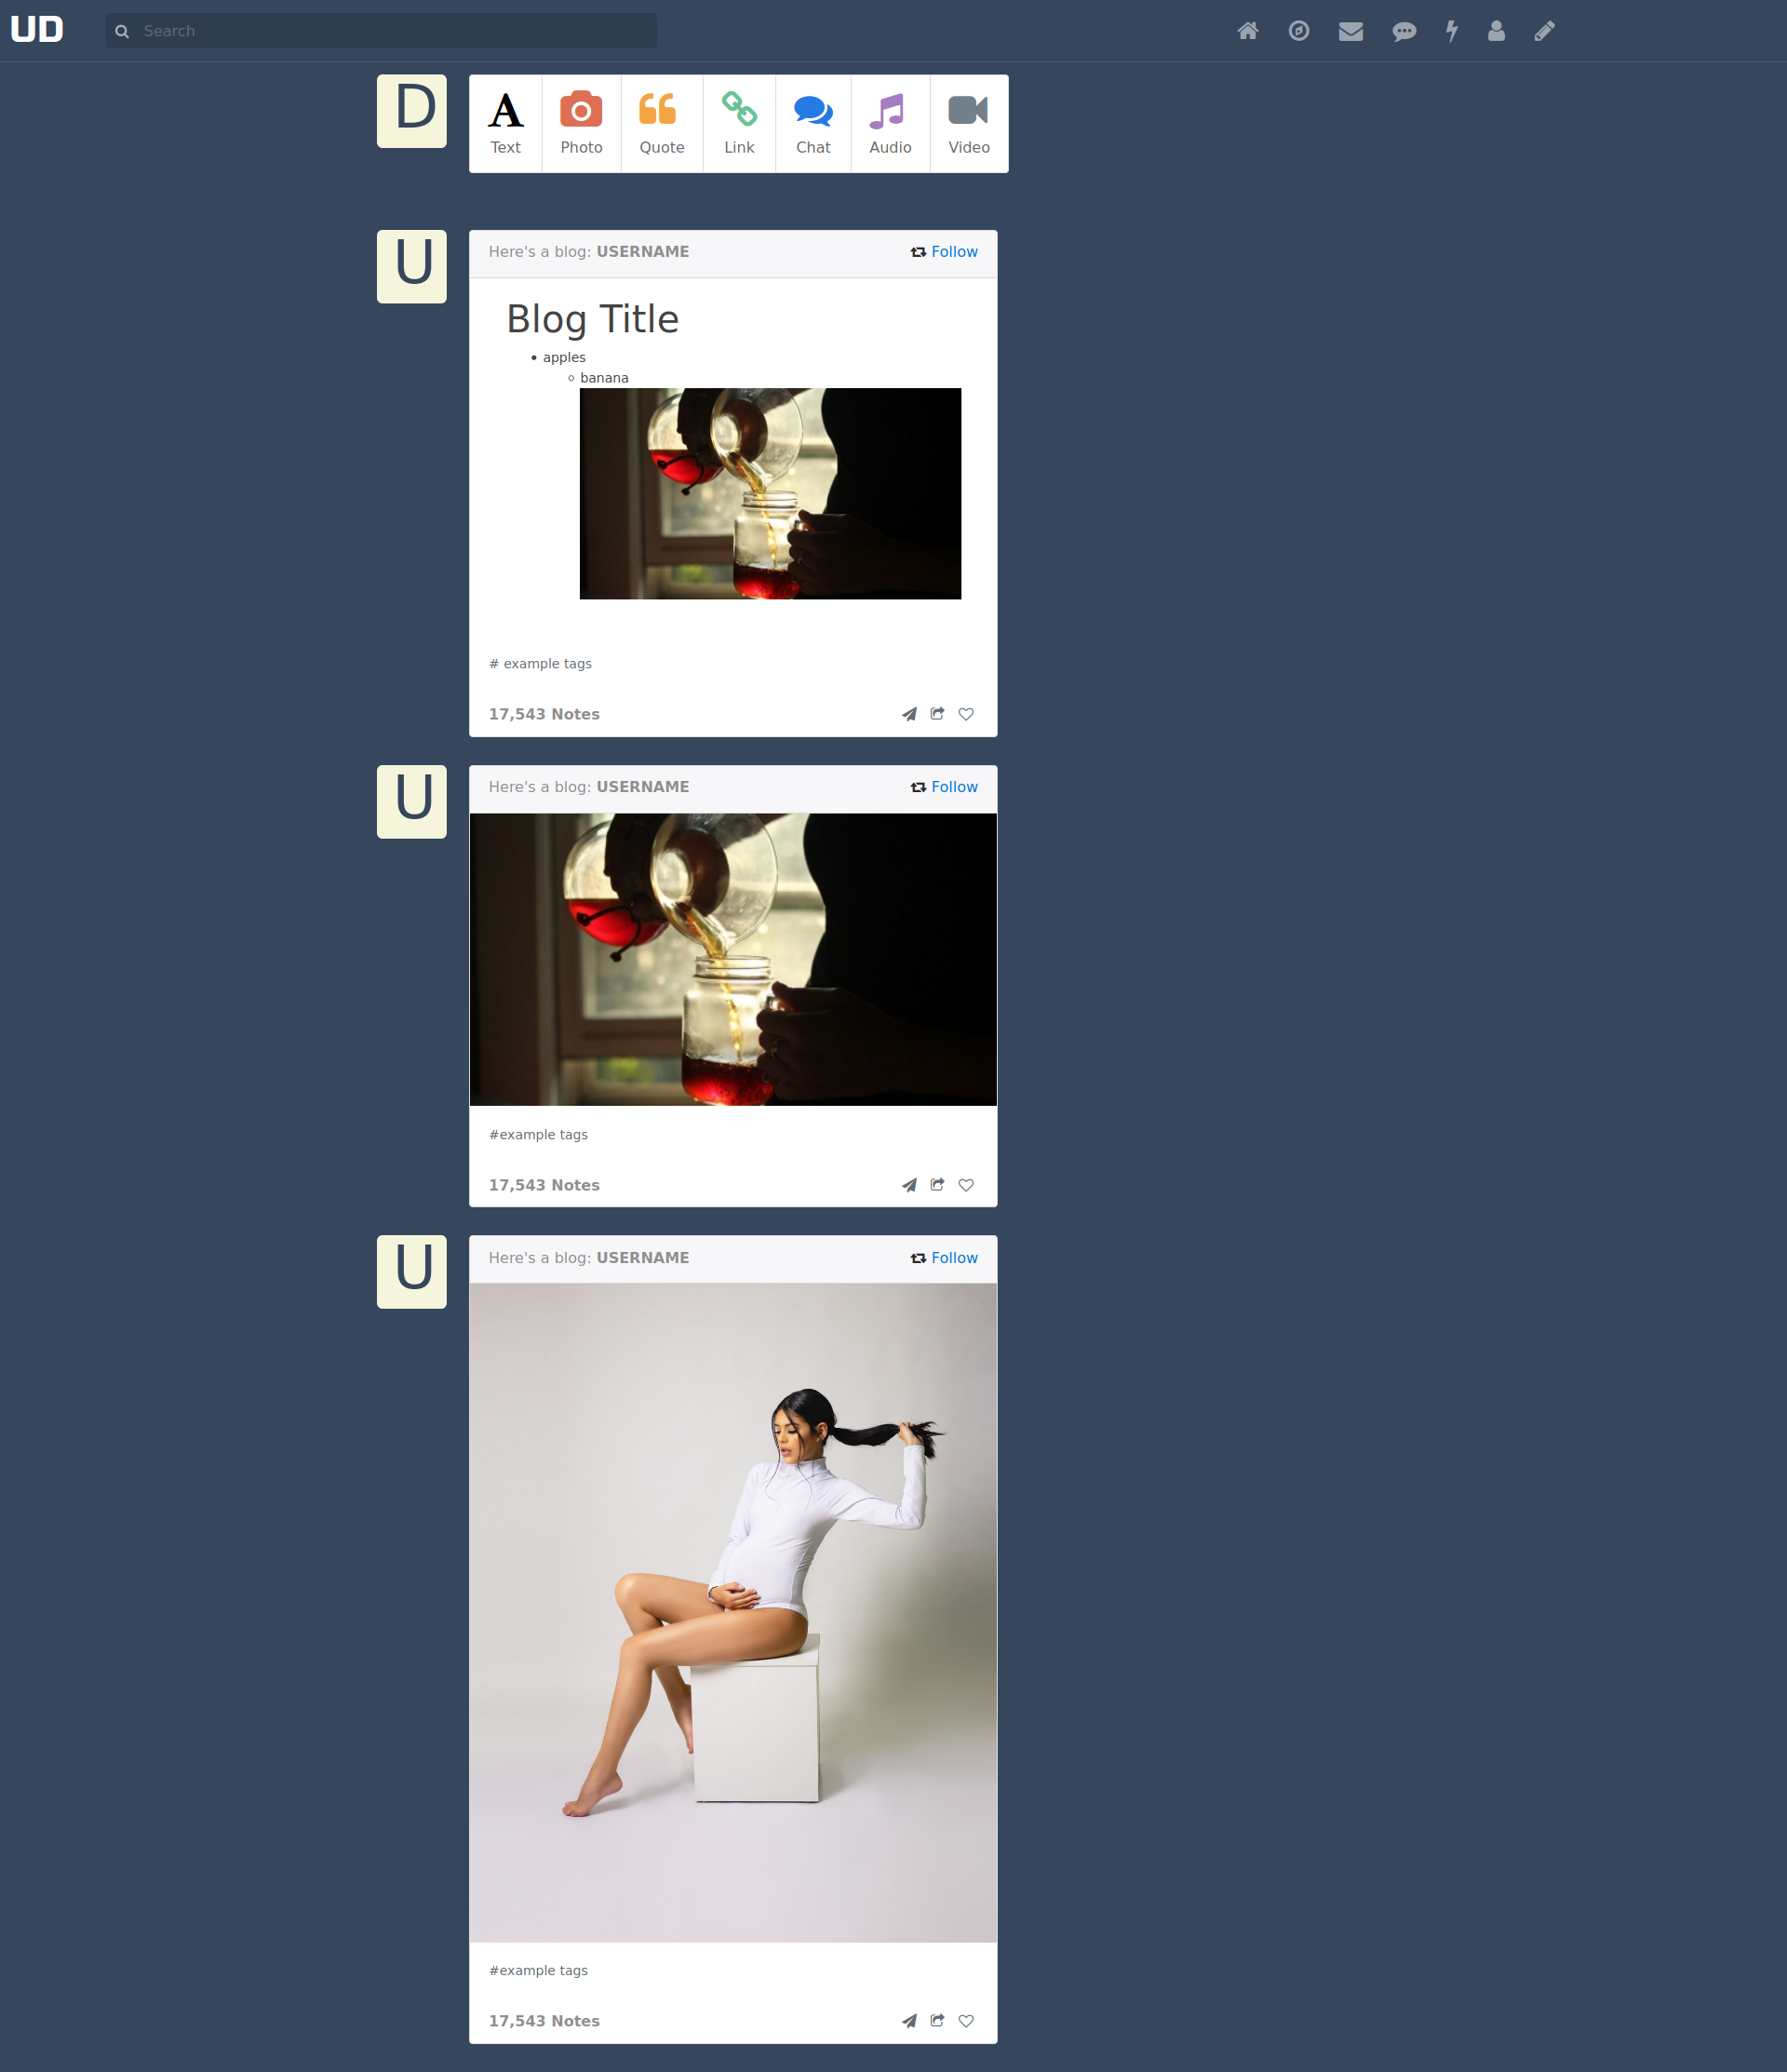 UD
Search
D
Text Photo Quote Link Chat Audio Video
U
Here's a blog: USERNAME Follow
Blog Title
apples
banana
# example tags
17,543 Notes
U
Here's a blog: USERNAME Follow
#example tags
17,543 Notes
U
Here's a blog: USERNAME Follow
#example tags
17,543 Notes